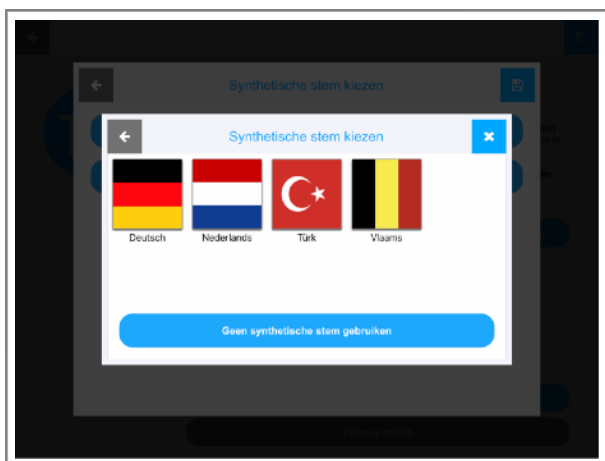 Synthetische stem kiezen
Synthetische stem kiezen
Deutsch
Nederlands
Türk
Vlaams
Geen synthetische stem gebruiken